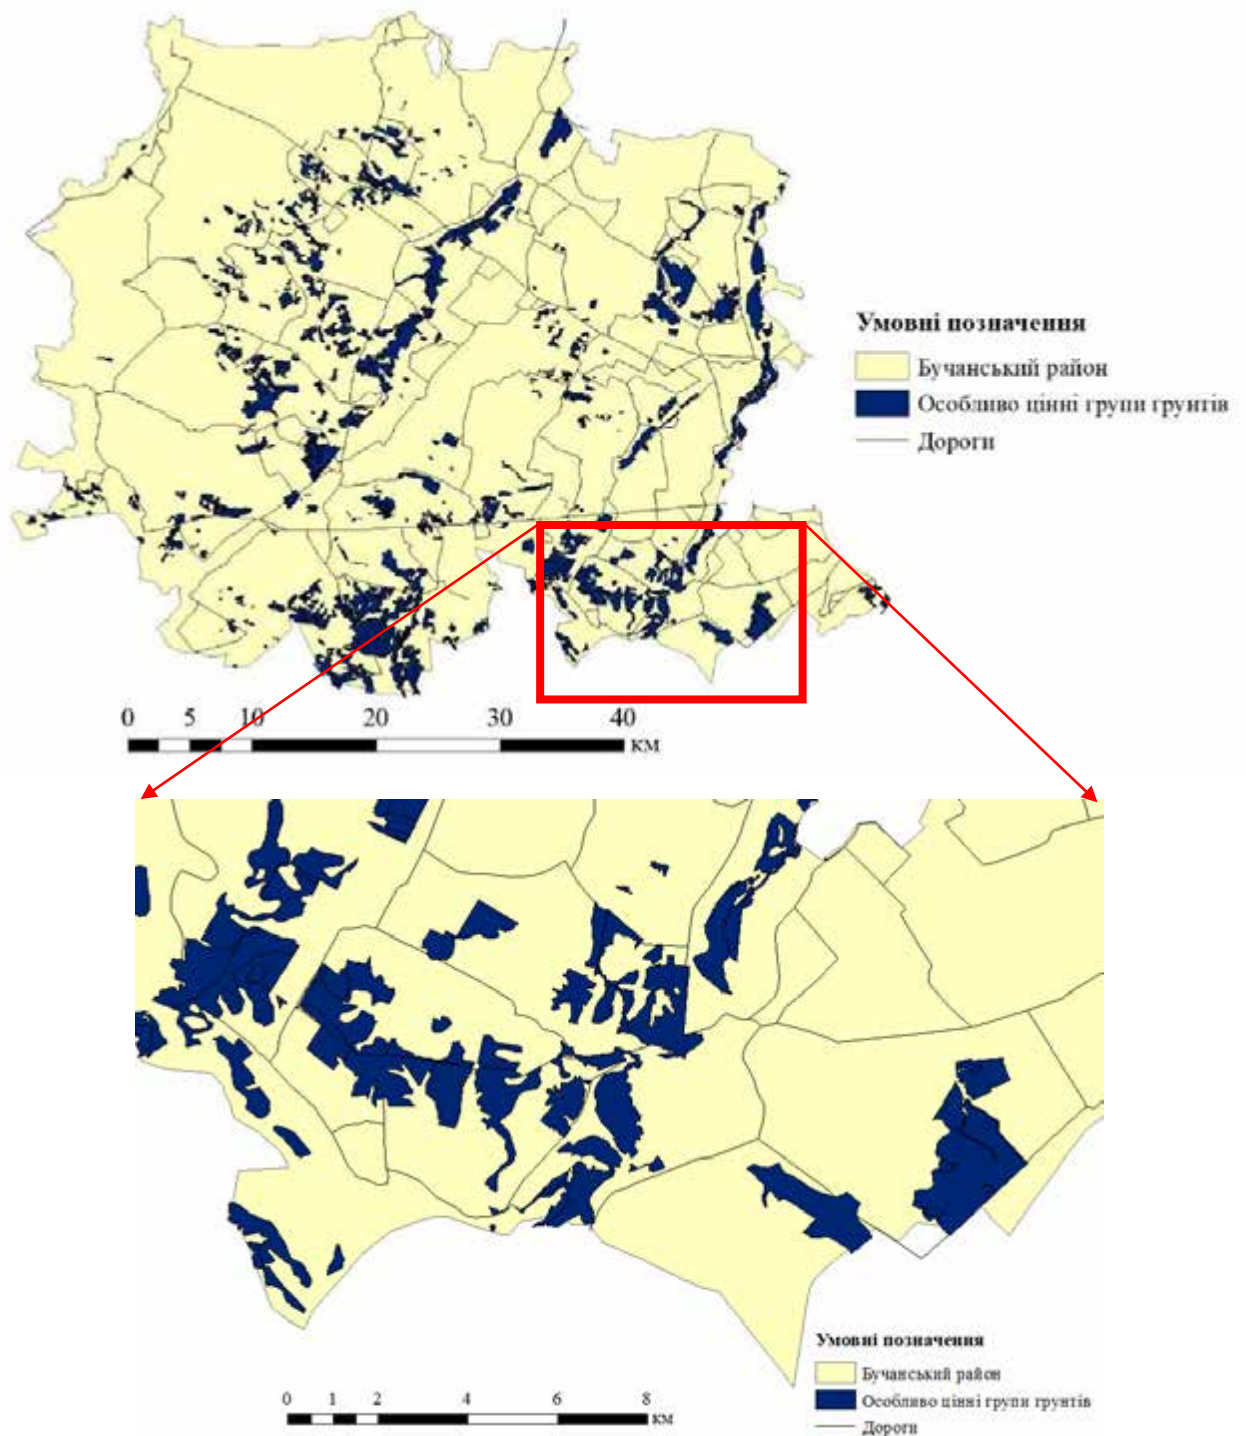 Умовні позначення
Бучанський район
Особливо цінні групи грунтів
Дороги
0 5 10 20 30 40
КМ
Умовні позначення
Бучанський район
Особливо цінні групи грунтів
Дороги
0 1 2 4 6 8
КМ